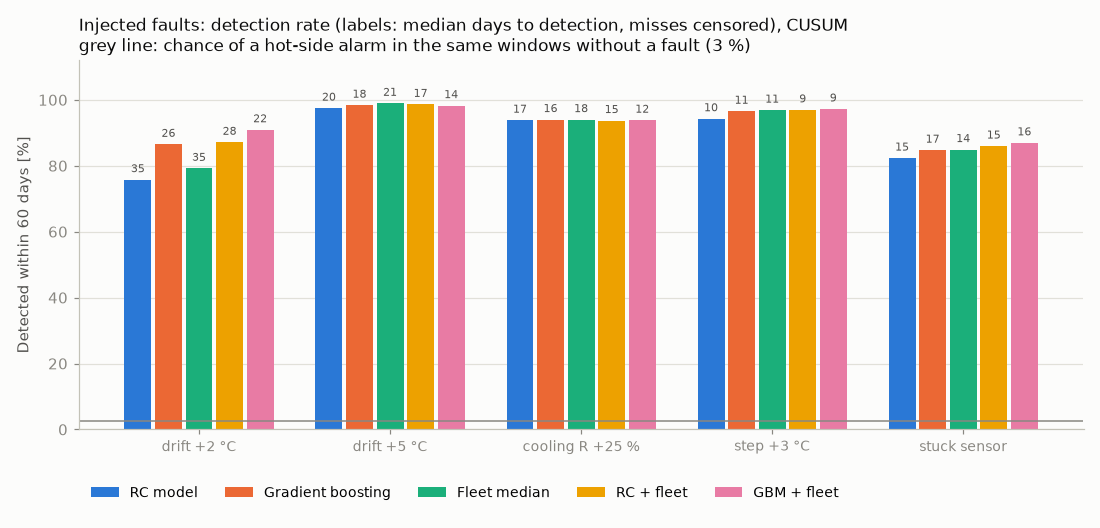 Injected faults: detection rate (labels: median days to detection, misses censored), CUSUM
grey line: chance of a hot-side alarm in the same windows without a fault (3 %)
Detected within 60 days [%]
100
80
60
40
20
0
35 26 35 28 22
20 18 21 17 14
17 16 18 15 12
10 11 11 9 9
15 17 14 15 16
drift +2 °C drift +5 °C cooling R +25 % step +3 °C stuck sensor
RC model Gradient boosting Fleet median RC + fleet GBM + fleet